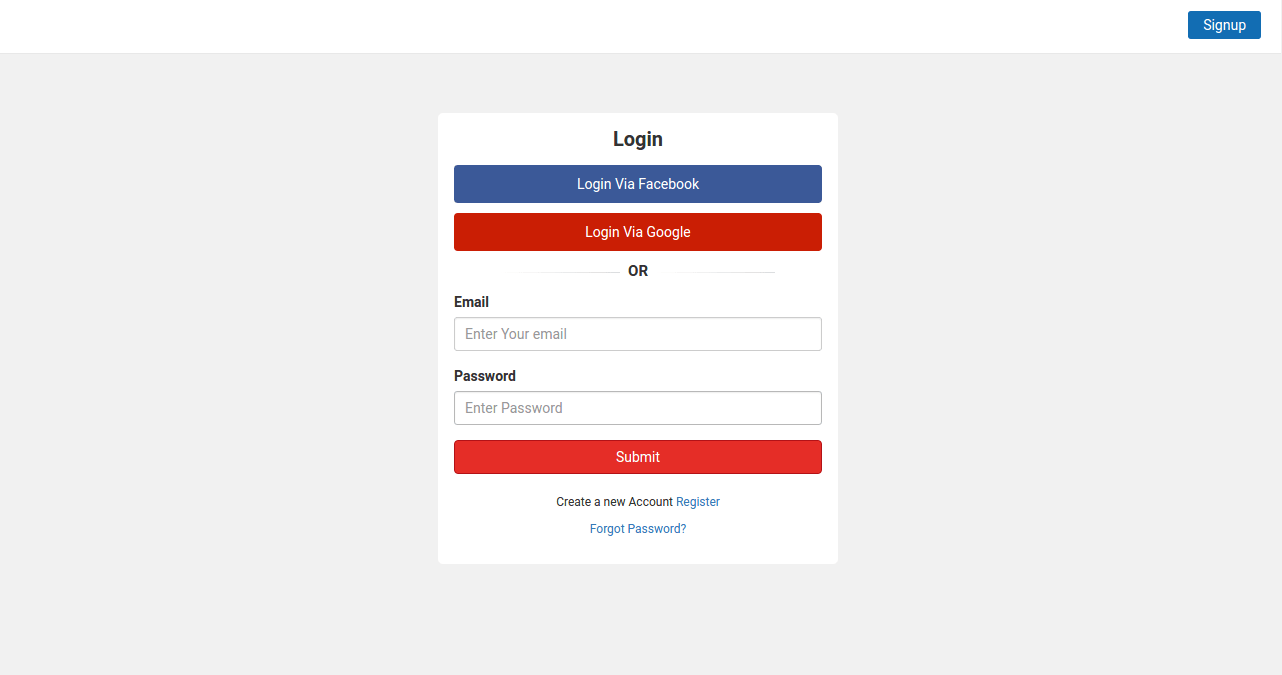 Signup
Login
Login Via Facebook
Login Via Google
OR
Email
Enter Your email
Password
Enter Password
Submit
Create a new Account Register
Forgot Password?